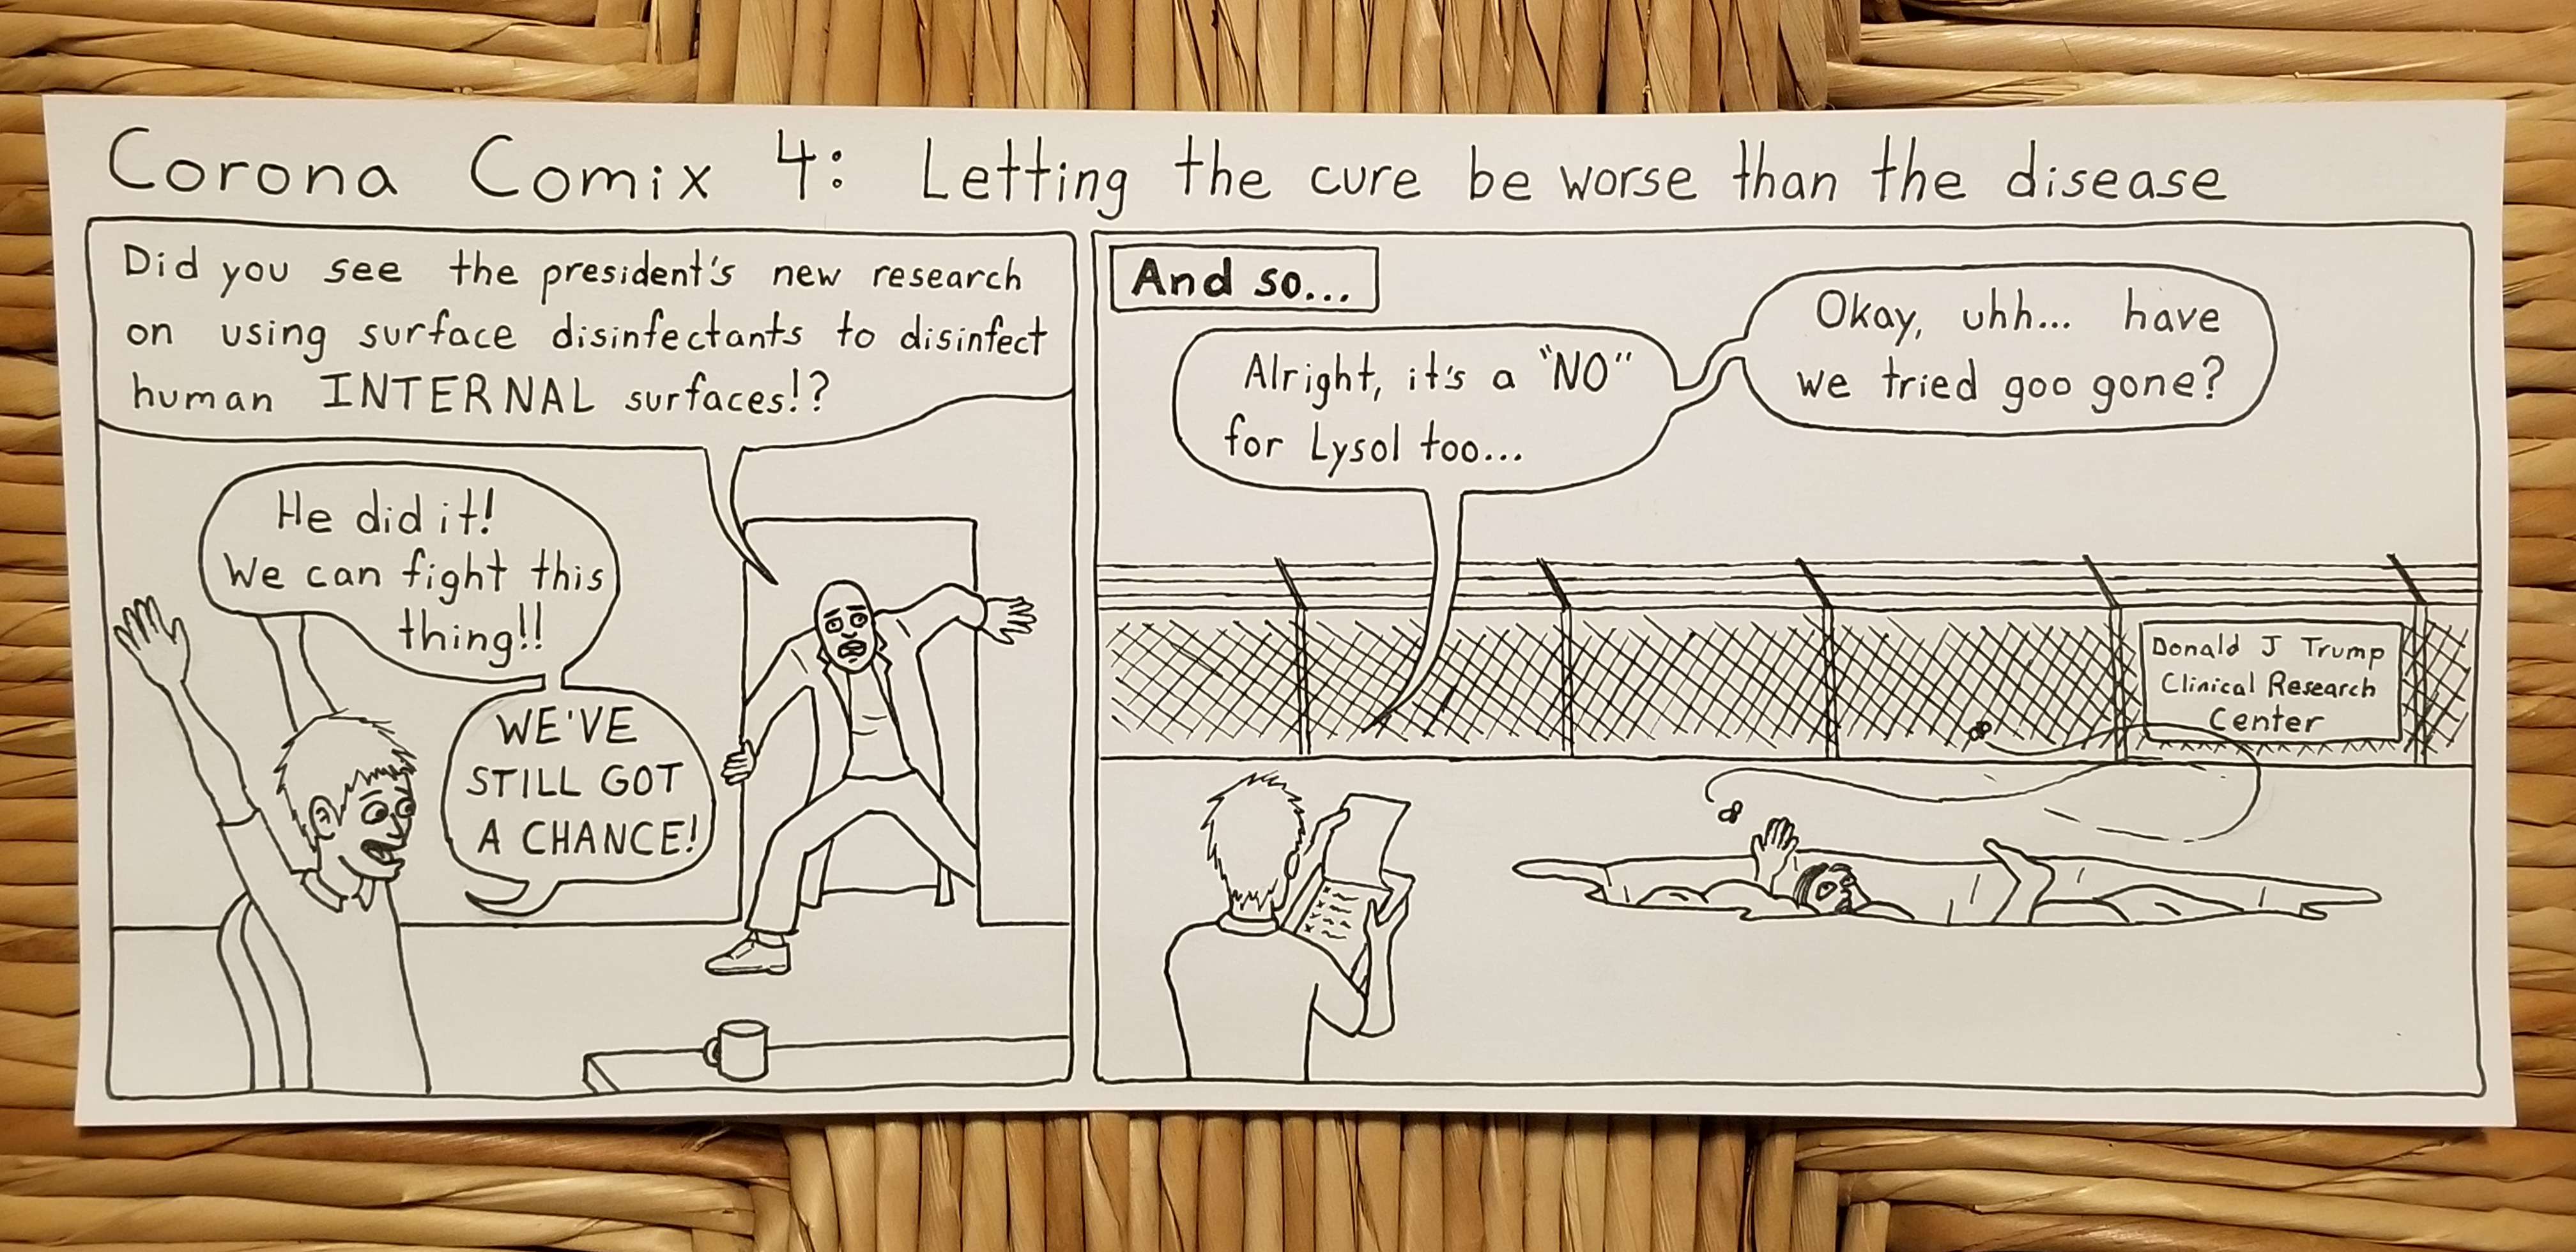 Corona Comix 4: Letting the cure be worse than the disease
Did you see the president's new research
on using surface disinfectants to disinfect
human INTERNAL surfaces!?
He did it!
We can fight this
thing!!
WE'VE
STILL GOT
A CHANCE!
And so...
Alright, it's a "NO"
for Lysol too...
Okay, uhh... have
we tried goo gone?
Donald J Trump
Clinical Research
Center